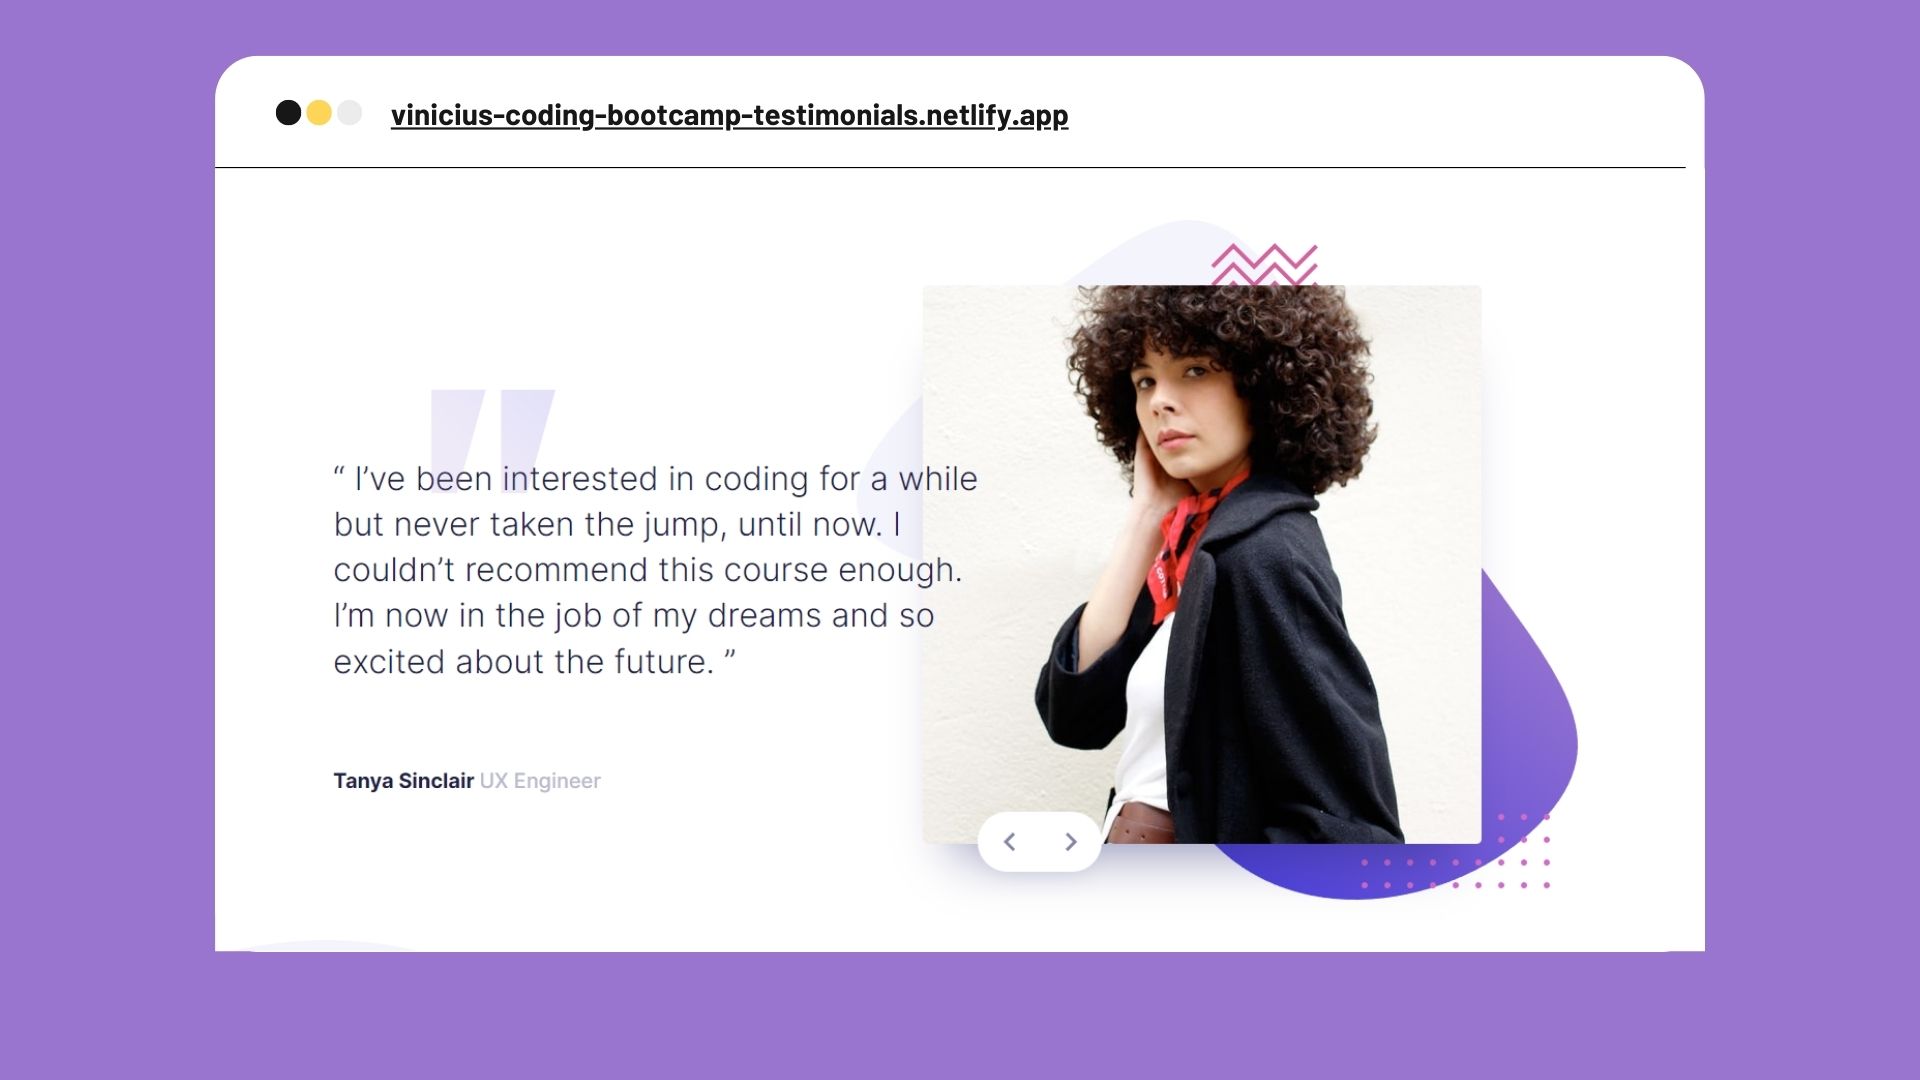 vinicius-coding-bootcamp-testimonials.netlify.app
“ I’ve been interested in coding for a while
but never taken the jump, until now. I
couldn’t recommend this course enough.
I’m now in the job of my dreams and so
excited about the future. ”
Tanya Sinclair UX Engineer